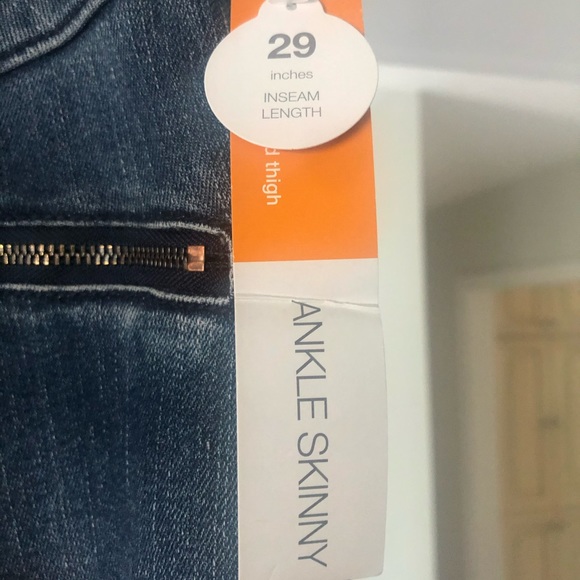 29
inches
INSEAM
LENGTH
thigh
ANKLE SKINNY